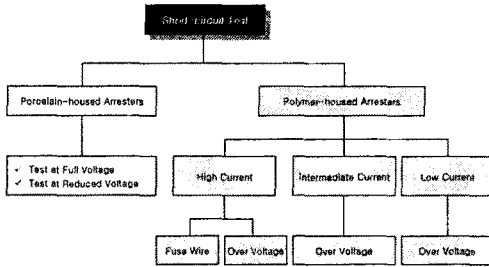 Short-circuit Test
Porcelain-housed Arresters
Polymer-housed Arresters
✓ Test at Full Voltage
✓ Test at Reduced Voltage
High Current
Intermediate Current
Low Current
Fuse Wire
Over Voltage
Over Voltage
Over Voltage